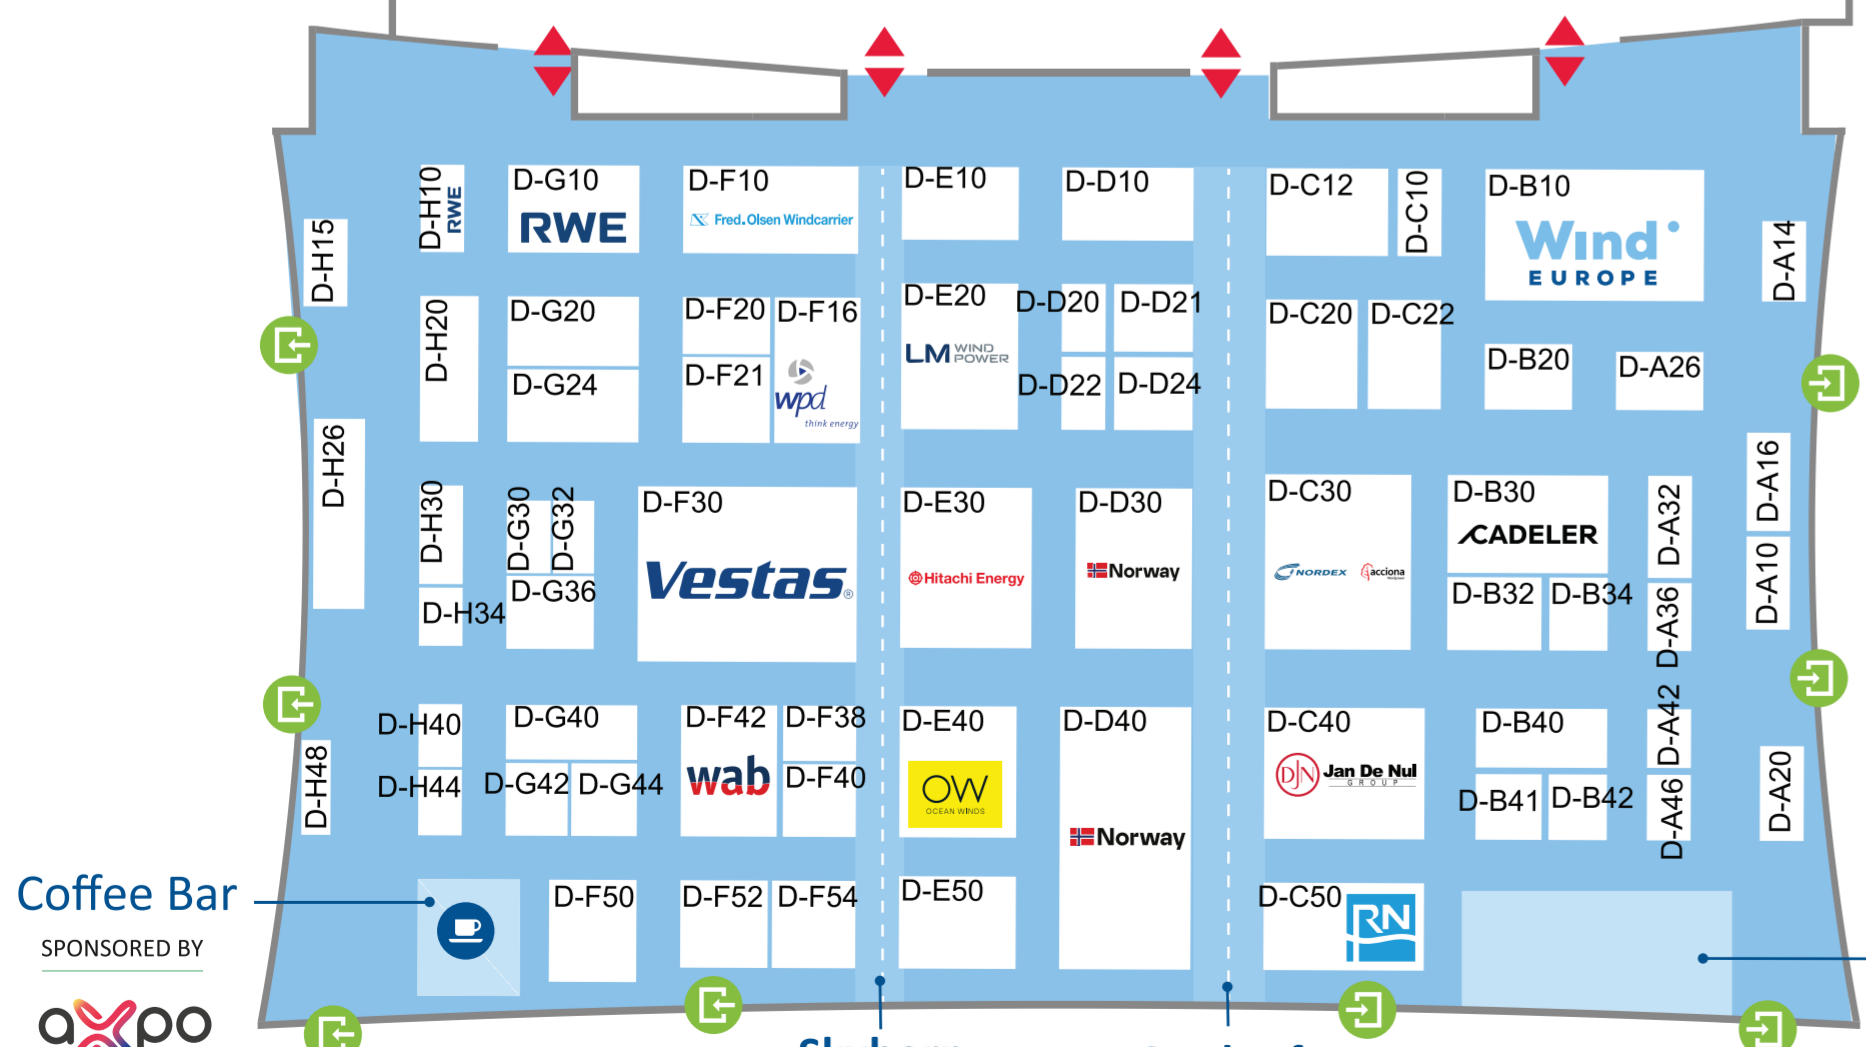 D-H10
RWE
D-G10
RWE
D-F10
Fred.Olsen Windcarrier
D-E10
D-D10
D-C12
D-C10
D-B10
Wind
EUROPE
D-H15
D-A14
D-H20
D-G20
D-G24
D-F20
D-F16
D-F21
wpd
think energy
D-E20
LM WIND POWER
D-D20
D-D21
D-D22
D-D24
D-C20
D-C22
D-B20
D-A26
D-H26
D-H30
D-H34
D-G30
D-G32
D-G36
D-F30
Vestas®
D-E30
Hitachi Energy
D-D30
Norway
D-C30
NORDEX
acciona
D-B30
CADELER
D-B32
D-B34
D-A32
D-A36
D-A16
D-A10
D-H40
D-H44
D-H48
D-G40
D-G42
D-G44
D-F42
wab
D-F38
D-F40
D-E40
OW
OCEAN WINDS
D-D40
Norway
D-C40
JDN
Jan De Nul
GROUP
D-B40
D-B41
D-B42
D-A42
D-A46
D-A20
Coffee Bar
SPONSORED BY
axpo
D-F50
D-F52
D-F54
D-E50
D-C50
RN